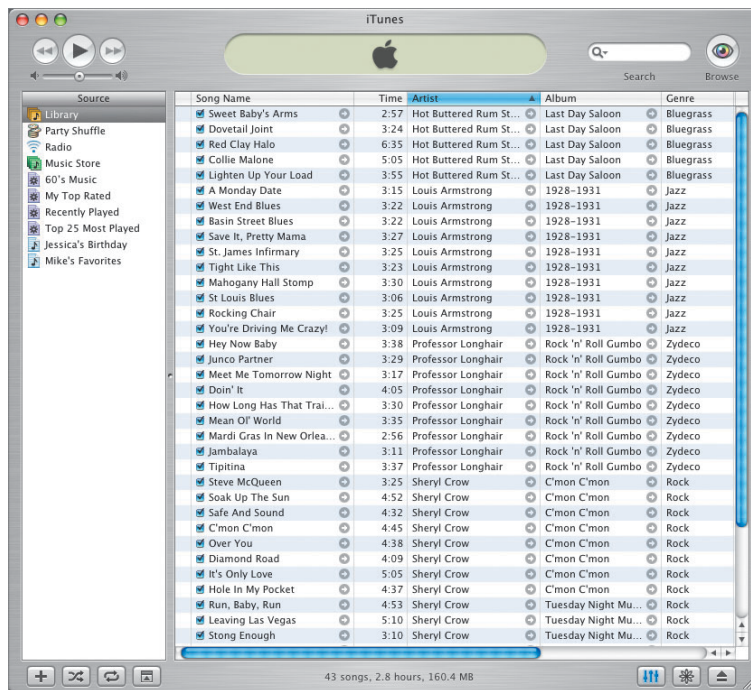 iTunes
Search
Browse
Source
Library
Party Shuffle
Radio
Music Store
60's Music
My Top Rated
Recently Played
Top 25 Most Played
Jessica's Birthday
Mike's Favorites
Song Name Time Artist Album Genre
Sweet Baby's Arms 2:57 Hot Buttered Rum St... Last Day Saloon Bluegrass
Dovetail Joint 3:24 Hot Buttered Rum St... Last Day Saloon Bluegrass
Red Clay Halo 6:35 Hot Buttered Rum St... Last Day Saloon Bluegrass
Collie Malone 5:05 Hot Buttered Rum St... Last Day Saloon Bluegrass
Lighten Up Your Load 3:55 Hot Buttered Rum St... Last Day Saloon Bluegrass
A Monday Date 3:15 Louis Armstrong 1928-1931 Jazz
West End Blues 3:22 Louis Armstrong 1928-1931 Jazz
Basin Street Blues 3:22 Louis Armstrong 1928-1931 Jazz
Save It, Pretty Mama 3:27 Louis Armstrong 1928-1931 Jazz
St. James Infirmary 3:25 Louis Armstrong 1928-1931 Jazz
Tight Like This 3:23 Louis Armstrong 1928-1931 Jazz
Mahogany Hall Stomp 3:30 Louis Armstrong 1928-1931 Jazz
St Louis Blues 3:06 Louis Armstrong 1928-1931 Jazz
Rocking Chair 3:25 Louis Armstrong 1928-1931 Jazz
You're Driving Me Crazy! 3:09 Louis Armstrong 1928-1931 Jazz
Hey Now Baby 3:38 Professor Longhair Rock 'n' Roll Gumbo Zydeco
Junco Partner 3:29 Professor Longhair Rock 'n' Roll Gumbo Zydeco
Meet Me Tomorrow Night 3:17 Professor Longhair Rock 'n' Roll Gumbo Zydeco
Doin' It 4:05 Professor Longhair Rock 'n' Roll Gumbo Zydeco
How Long Has That Trai... 3:30 Professor Longhair Rock 'n' Roll Gumbo Zydeco
Mean Ol' World 3:35 Professor Longhair Rock 'n' Roll Gumbo Zydeco
Mardi Gras In New Orlea... 2:56 Professor Longhair Rock 'n' Roll Gumbo Zydeco
Jambalaya 3:11 Professor Longhair Rock 'n' Roll Gumbo Zydeco
Tipitina 3:37 Professor Longhair Rock 'n' Roll Gumbo Zydeco
Steve McQueen 3:25 Sheryl Crow C'mon C'mon Rock
Soak Up The Sun 4:52 Sheryl Crow C'mon C'mon Rock
Safe And Sound 4:32 Sheryl Crow C'mon C'mon Rock
C'mon C'mon 4:45 Sheryl Crow C'mon C'mon Rock
Over You 4:38 Sheryl Crow C'mon C'mon Rock
Diamond Road 4:09 Sheryl Crow C'mon C'mon Rock
It's Only Love 5:05 Sheryl Crow C'mon C'mon Rock
Hole In My Pocket 4:37 Sheryl Crow C'mon C'mon Rock
Run, Baby, Run 4:53 Sheryl Crow Tuesday Night Mu... Rock
Leaving Las Vegas 5:10 Sheryl Crow Tuesday Night Mu... Rock
Stong Enough 3:10 Sheryl Crow Tuesday Night Mu... Rock
43 songs, 2.8 hours, 160.4 MB